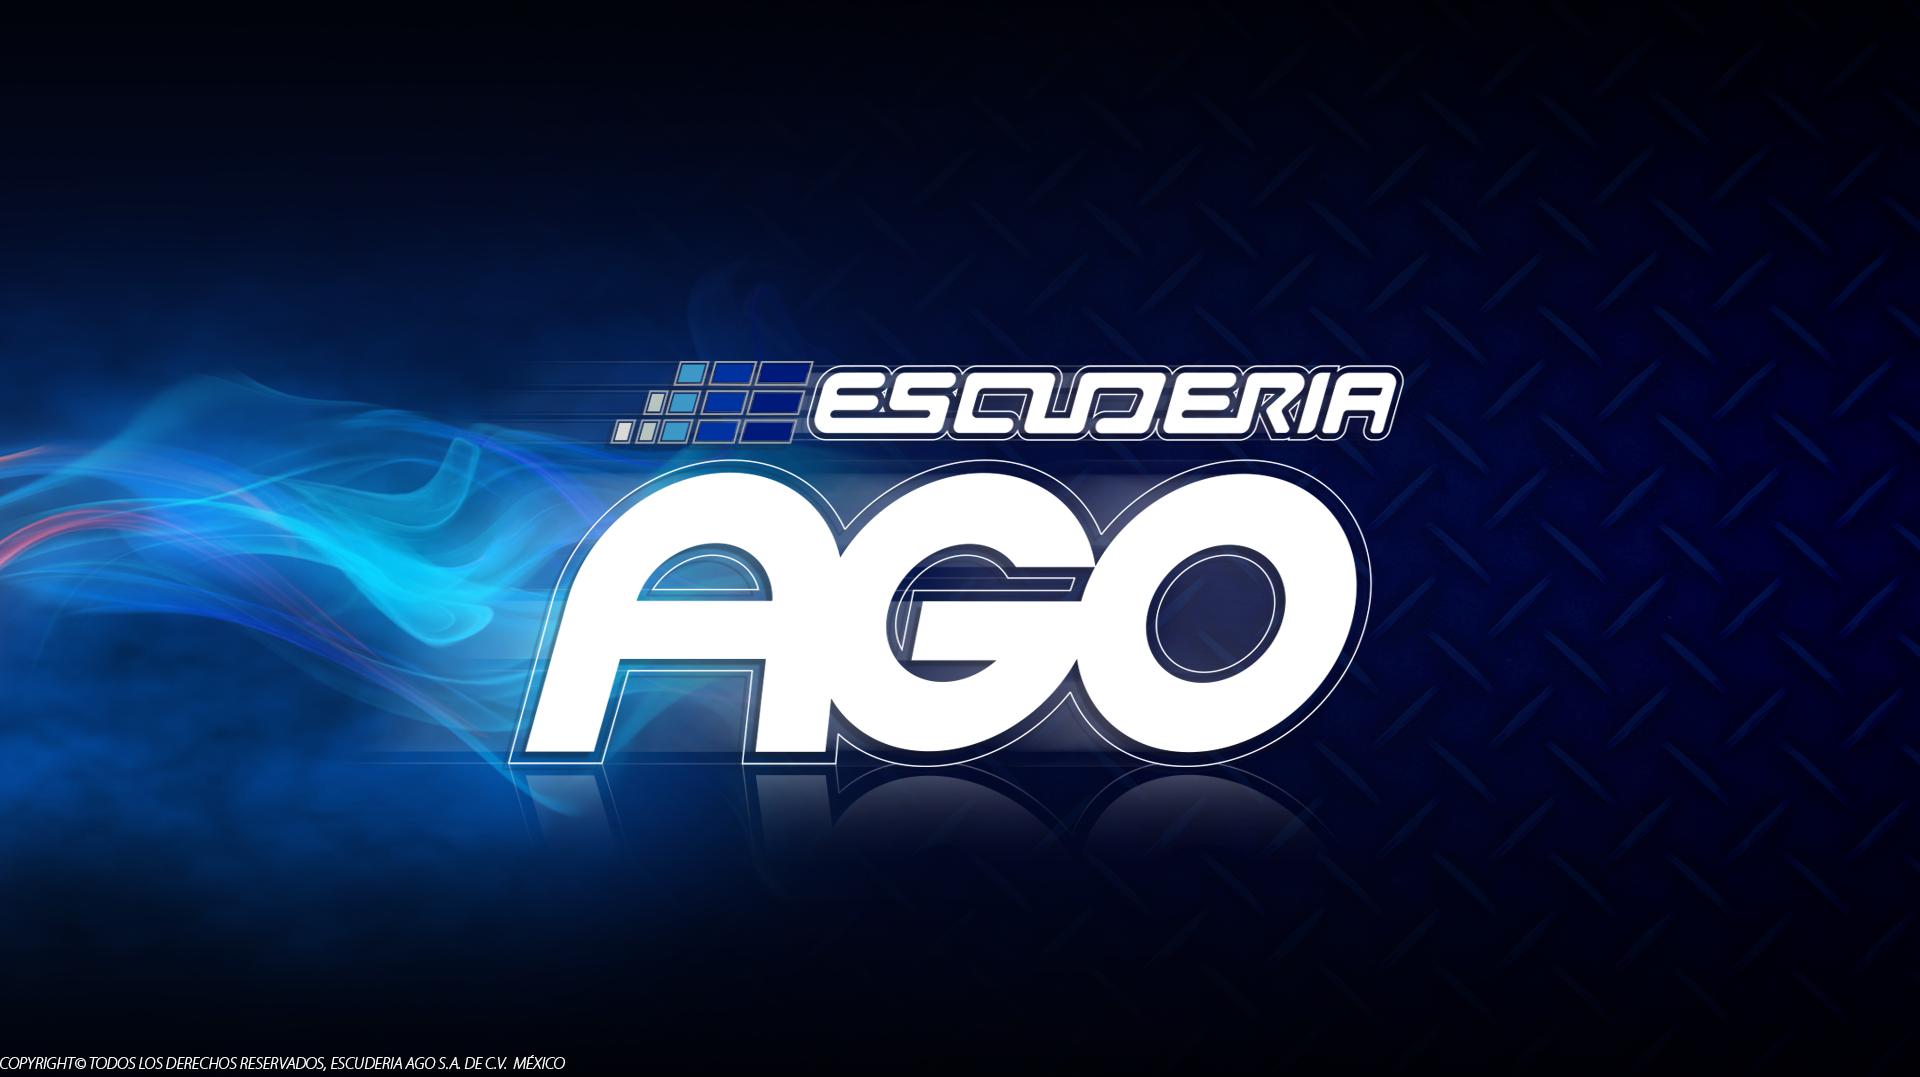 ESCUDERIA
AGO
COPYRIGHT© TODOS LOS DERECHOS RESERVADOS, ESCUDERIA AGO S.A. DE C.V. MÉXICO